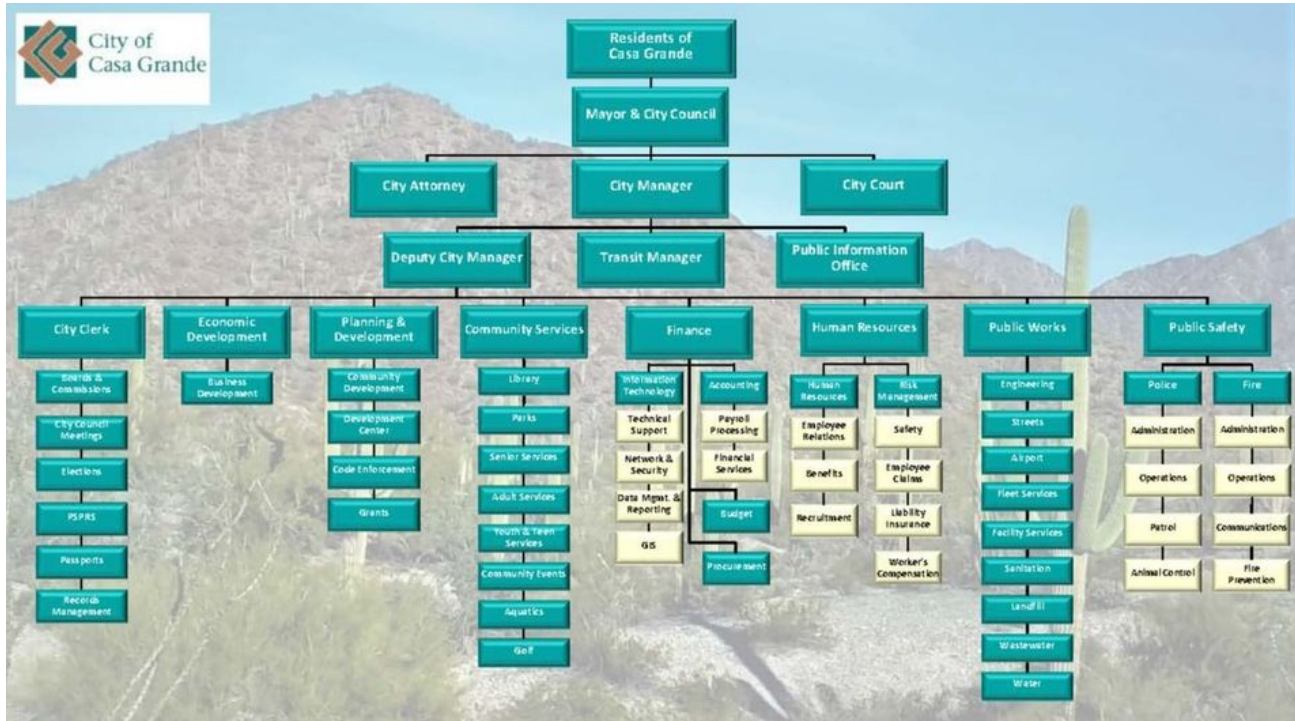 City of
Casa Grande
Residents of
Casa Grande
Mayor & City Council
City Attorney
City Manager
City Court
Deputy City Manager
Transit Manager
Public Information
Office
City Clerk
Economic
Development
Planning &
Development
Community Services
Finance
Human Resources
Public Works
Public Safety
Boards &
Commissions
City Council
Meetings
Elections
PSPRS
Passports
Records
Management
Business
Development
Community
Development
Development
Center
Code Enforcement
Grants
Library
Parks
Senior Services
Adult Services
Youth & Teen
Services
Community Events
Aquatics
Golf
Information
Technology
Technical
Support
Network &
Security
Data Mgmt. &
Reporting
GIS
Accounting
Payroll
Processing
Financial
Services
Budget
Procurement
Human
Resources
Employee
Relations
Benefits
Recruitment
Risk
Management
Safety
Employee
Claims
Liability
Insurance
Worker's
Compensation
Engineering
Streets
Airport
Fleet Services
Facility Services
Sanitation
Landfill
Wastewater
Water
Police
Administration
Operations
Patrol
Animal Control
Fire
Administration
Operations
Communications
Fire
Prevention